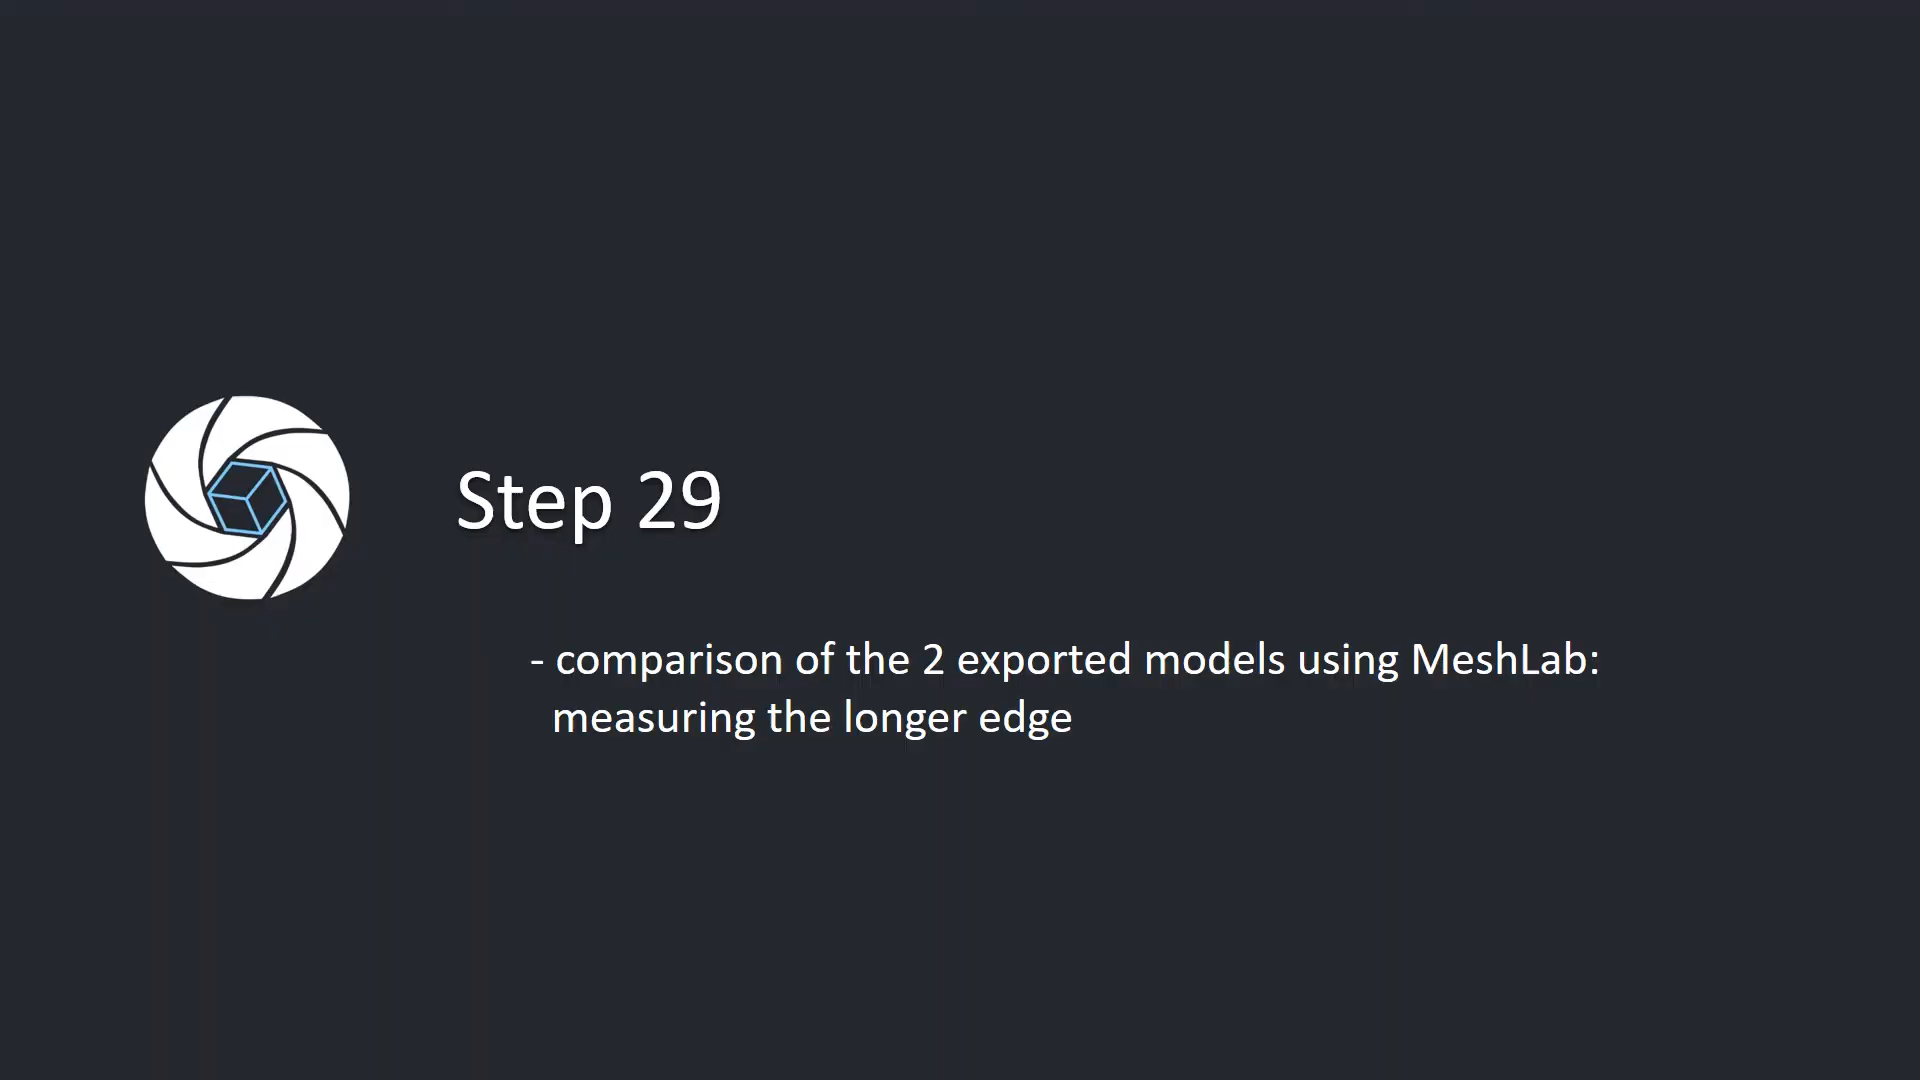 Step 29
- comparison of the 2 exported models using MeshLab:
measuring the longer edge